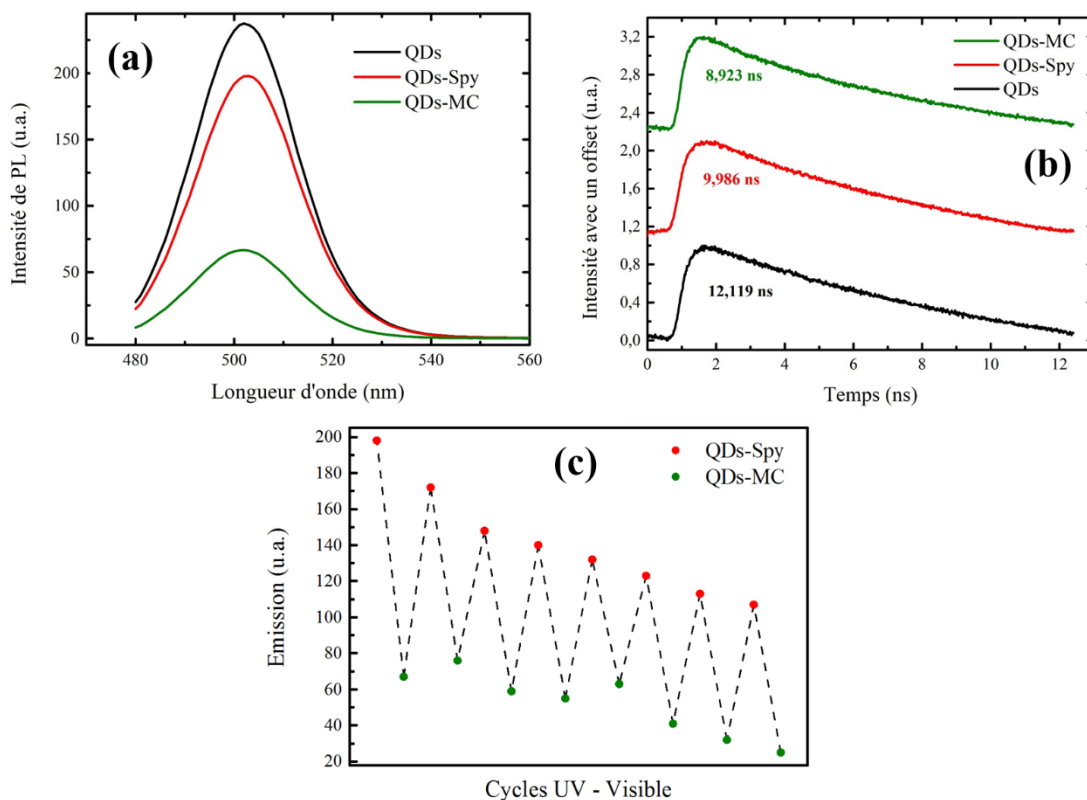 (a)
QDs
QDs-Spy
QDs-MC
Intensité de PL (u.a.)
200
150
100
50
0
480 500 520 540 560
Longueur d'onde (nm)
(b)
QDs-MC
QDs-Spy
QDs
8,923 ns
9,986 ns
12,119 ns
Intensité avec un offset (u.a.)
3,2
2,4
2,0
1,6
1,2
0,8
0,4
0,0
0 2 4 6 8 10 12
Temps (ns)
(c)
QDs-Spy
QDs-MC
Emission (u.a.)
200
180
160
140
120
100
80
60
40
20
Cycles UV - Visible